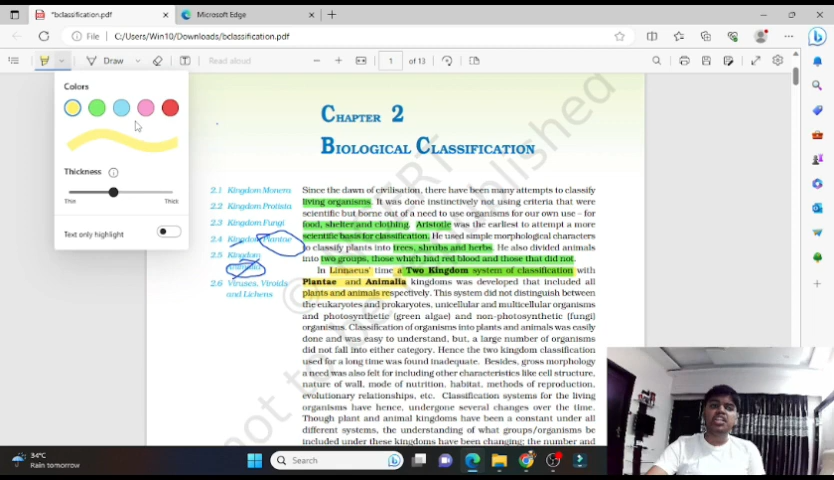 *bclassification.pdf
Microsoft Edge
File
C:/Users/Win10/Downloads/bclassification.pdf
Draw
Read aloud
1
of 13
Colors
Thickness
Thin
Thick
Text only highlight
CHAPTER 2
BIOLOGICAL CLASSIFICATION
2.1 Kingdom Monera
2.2 Kingdom Protista
2.3 Kingdom Fungi
2.4 Kingdom Plantae
2.5 Kingdom
Animalia
2.6 Viruses, Viroids
and Lichens
Since the dawn of civilisation, there have been many attempts to classify
living organisms. It was done instinctively not using criteria that were
scientific but borne out of a need to use organisms for our own use – for
food, shelter and clothing. Aristotle was the earliest to attempt a more
scientific basis for classification. He used simple morphological characters
to classify plants into trees, shrubs and herbs. He also divided animals
into two groups, those which had red blood and those that did not.
In Linnaeus' time a Two Kingdom system of classification with
Plantae and Animalia kingdoms was developed that included all
plants and animals respectively. This system did not distinguish between
the eukaryotes and prokaryotes, unicellular and multicellular organisms
and photosynthetic (green algae) and non-photosynthetic (fungi)
organisms. Classification of organisms into plants and animals was easily
done and was easy to understand, but, a large number of organisms
did not fall into either category. Hence the two kingdom classification
used for a long time was found inadequate. Besides, gross morphology
a need was also felt for including other characteristics like cell structure,
nature of wall, mode of nutrition, habitat, methods of reproduction,
evolutionary relationships, etc. Classification systems for the living
organisms have hence, undergone several changes over the time.
Though plant and animal kingdoms have been a constant under all
different systems, the understanding of what groups/organisms be
included under these kingdoms have been changing; the number and
not to be republished
34°C
Rain tomorrow
Search